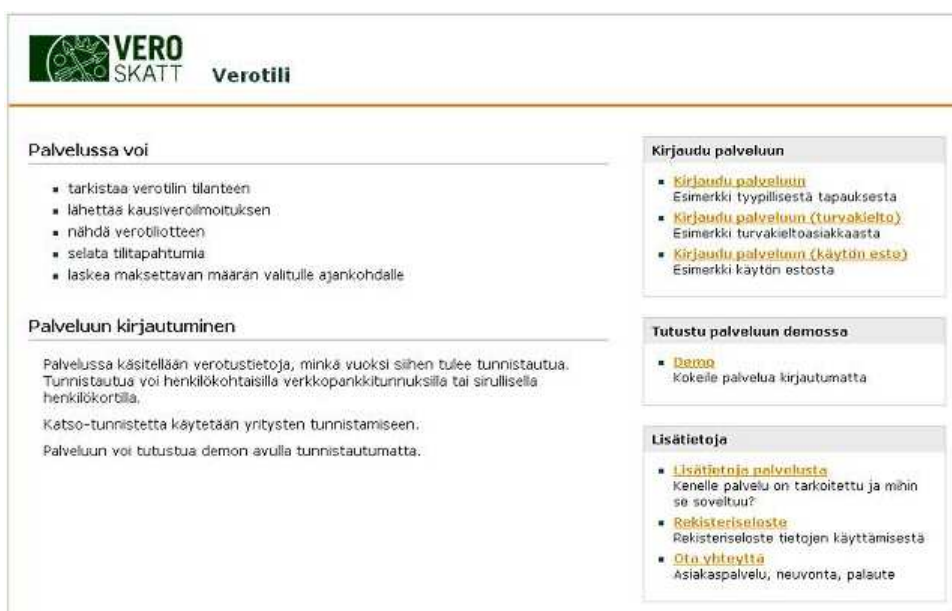 VERO
SKATT
Verotili
Palvelussa voi
tarkistaa verotilin tilanteen
lähettää kausiveroilmoituksen
nähdä verotiliotteen
selata tilitapahtumia
laskea maksettavan määrän valitulle ajankohdalle
Palveluun kirjautuminen
Palvelussa käsitellään verotustietoja, minkä vuoksi siihen tulee tunnistautua.
Tunnistautua voi henkilökohtaisilla verkkopankkitunnuksilla tai sirullisella
henkilökortilla.
Katso-tunnistetta käytetään yritysten tunnistamiseen.
Palveluun voi tutustua demon avulla tunnistautumatta.
Kirjaudu palveluun
Kirjaudu palveluun
Esimerkki tyypillisestä tapauksesta
Kirjaudu palveluun (turvakielto)
Esimerkki turvakieltoasiakkaasta
Kirjaudu palveluun (käytön esto)
Esimerkki käytön estosta
Tutustu palveluun demossa
Demo
Kokeile palvelua kirjautumatta
Lisätietoja
Lisätietoja palvelusta
Kenelle palvelu on tarkoitettu ja mihin
se soveltuu?
Rekisteriseloste
Rekisteriseloste tietojen käyttämisestä
Ota yhteyttä
Asiakaspalvelu, neuvonta, palaute